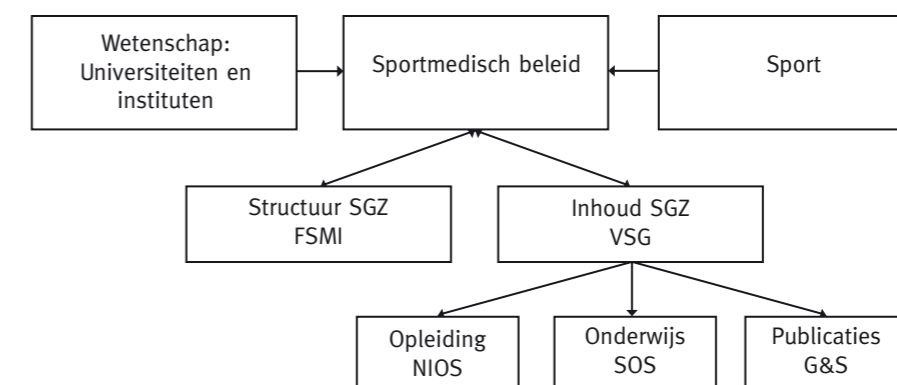 Wetenschap:
Universiteiten en
instituten
Sportmedisch beleid
Sport
Structuur SGZ
FSMI
Inhoud SGZ
VSG
Opleiding
NIOS
Onderwijs
SOS
Publicaties
G&S